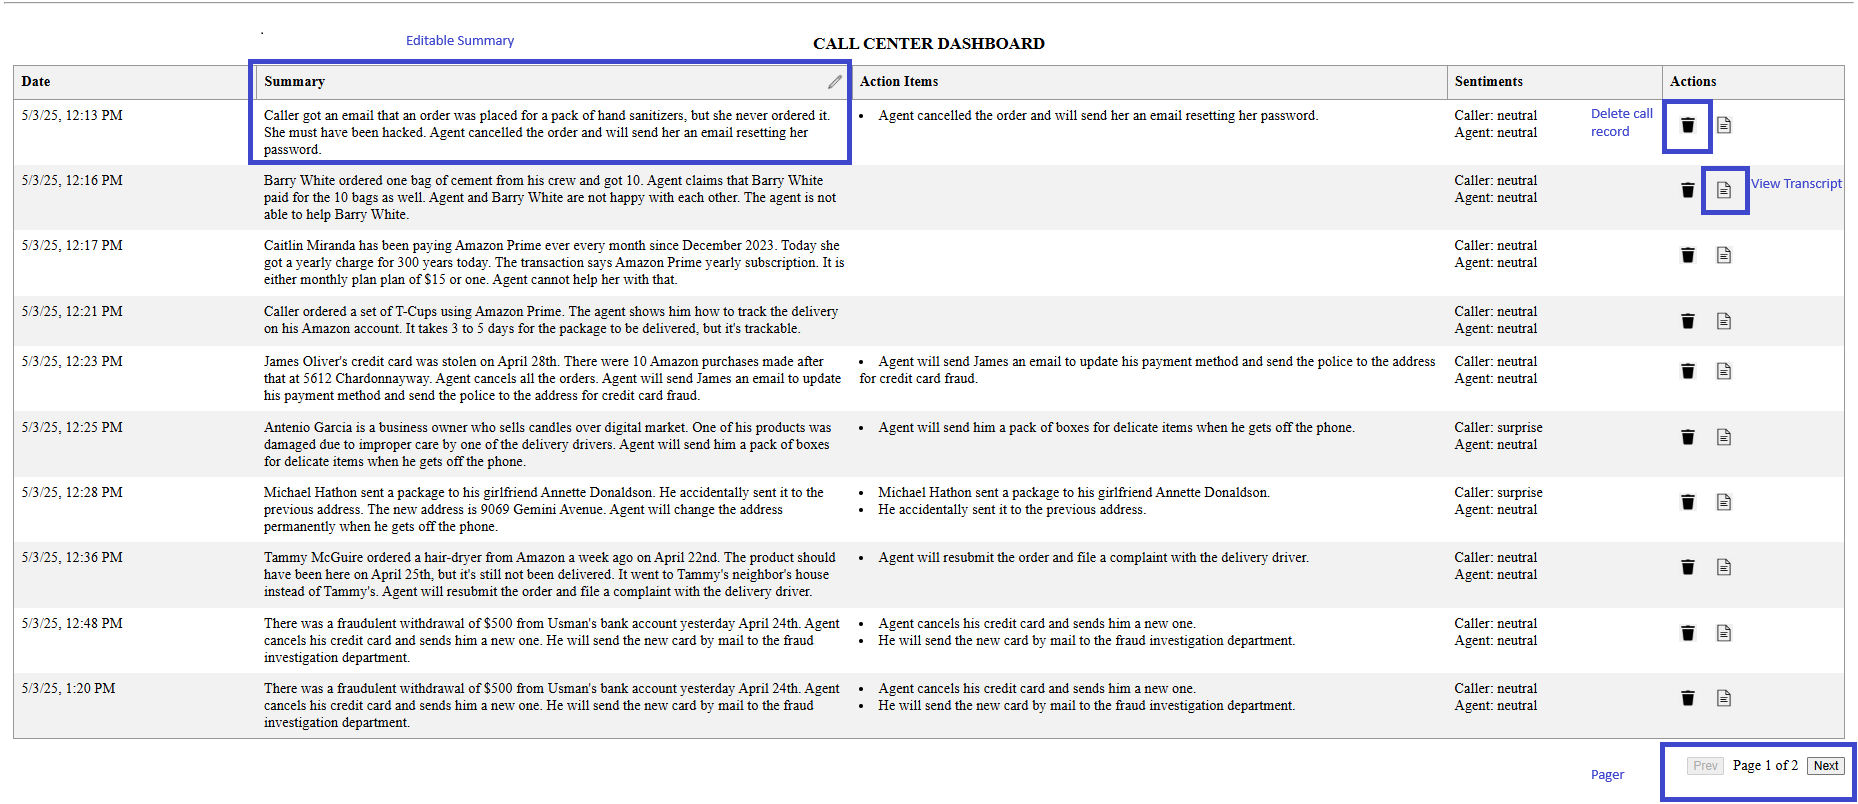 Editable Summary
CALL CENTER DASHBOARD
Date Summary Action Items Sentiments Actions
5/3/25, 12:13 PM
Caller got an email that an order was placed for a pack of hand sanitizers, but she never ordered it.
She must have been hacked. Agent cancelled the order and will send her an email resetting her
password.
• Agent cancelled the order and will send her an email resetting her password.
Caller: neutral
Agent: neutral
Delete call
record
5/3/25, 12:16 PM
Barry White ordered one bag of cement from his crew and got 10. Agent claims that Barry White
paid for the 10 bags as well. Agent and Barry White are not happy with each other. The agent is not
able to help Barry White.
Caller: neutral
Agent: neutral
View Transcript
5/3/25, 12:17 PM
Caitlin Miranda has been paying Amazon Prime ever every month since December 2023. Today she
got a yearly charge for 300 years today. The transaction says Amazon Prime yearly subscription. It is
either monthly plan plan of $15 or one. Agent cannot help her with that.
Caller: neutral
Agent: neutral
5/3/25, 12:21 PM
Caller ordered a set of T-Cups using Amazon Prime. The agent shows him how to track the delivery
on his Amazon account. It takes 3 to 5 days for the package to be delivered, but it's trackable.
Caller: neutral
Agent: neutral
5/3/25, 12:23 PM
James Oliver's credit card was stolen on April 28th. There were 10 Amazon purchases made after
that at 5612 Chardonnayway. Agent cancels all the orders. Agent will send James an email to update
his payment method and send the police to the address for credit card fraud.
• Agent will send James an email to update his payment method and send the police to the address
for credit card fraud.
Caller: neutral
Agent: neutral
5/3/25, 12:25 PM
Antenio Garcia is a business owner who sells candles over digital market. One of his products was
damaged due to improper care by one of the delivery drivers. Agent will send him a pack of boxes
for delicate items when he gets off the phone.
• Agent will send him a pack of boxes for delicate items when he gets off the phone.
Caller: surprise
Agent: neutral
5/3/25, 12:28 PM
Michael Hathon sent a package to his girlfriend Annette Donaldson. He accidentally sent it to the
previous address. The new address is 9069 Gemini Avenue. Agent will change the address
permanently when he gets off the phone.
• Michael Hathon sent a package to his girlfriend Annette Donaldson.
• He accidentally sent it to the previous address.
Caller: surprise
Agent: neutral
5/3/25, 12:36 PM
Tammy McGuire ordered a hair-dryer from Amazon a week ago on April 22nd. The product should
have been here on April 25th, but it's still not been delivered. It went to Tammy's neighbor's house
instead of Tammy's. Agent will resubmit the order and file a complaint with the delivery driver.
• Agent will resubmit the order and file a complaint with the delivery driver.
Caller: neutral
Agent: neutral
5/3/25, 12:48 PM
There was a fraudulent withdrawal of $500 from Usman's bank account yesterday April 24th. Agent
cancels his credit card and sends him a new one. He will send the new card by mail to the fraud
investigation department.
• Agent cancels his credit card and sends him a new one.
• He will send the new card by mail to the fraud investigation department.
Caller: neutral
Agent: neutral
5/3/25, 1:20 PM
There was a fraudulent withdrawal of $500 from Usman's bank account yesterday April 24th. Agent
cancels his credit card and sends him a new one. He will send the new card by mail to the fraud
investigation department.
• Agent cancels his credit card and sends him a new one.
• He will send the new card by mail to the fraud investigation department.
Caller: neutral
Agent: neutral
Pager
Prev Page 1 of 2 Next